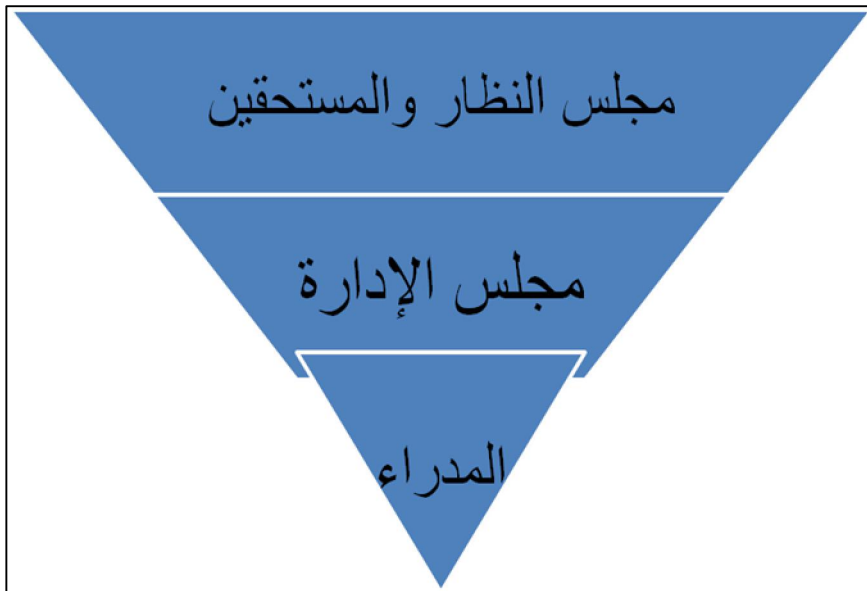 مجلس النظار والمستحقين
مجلس الإدارة
المدراء